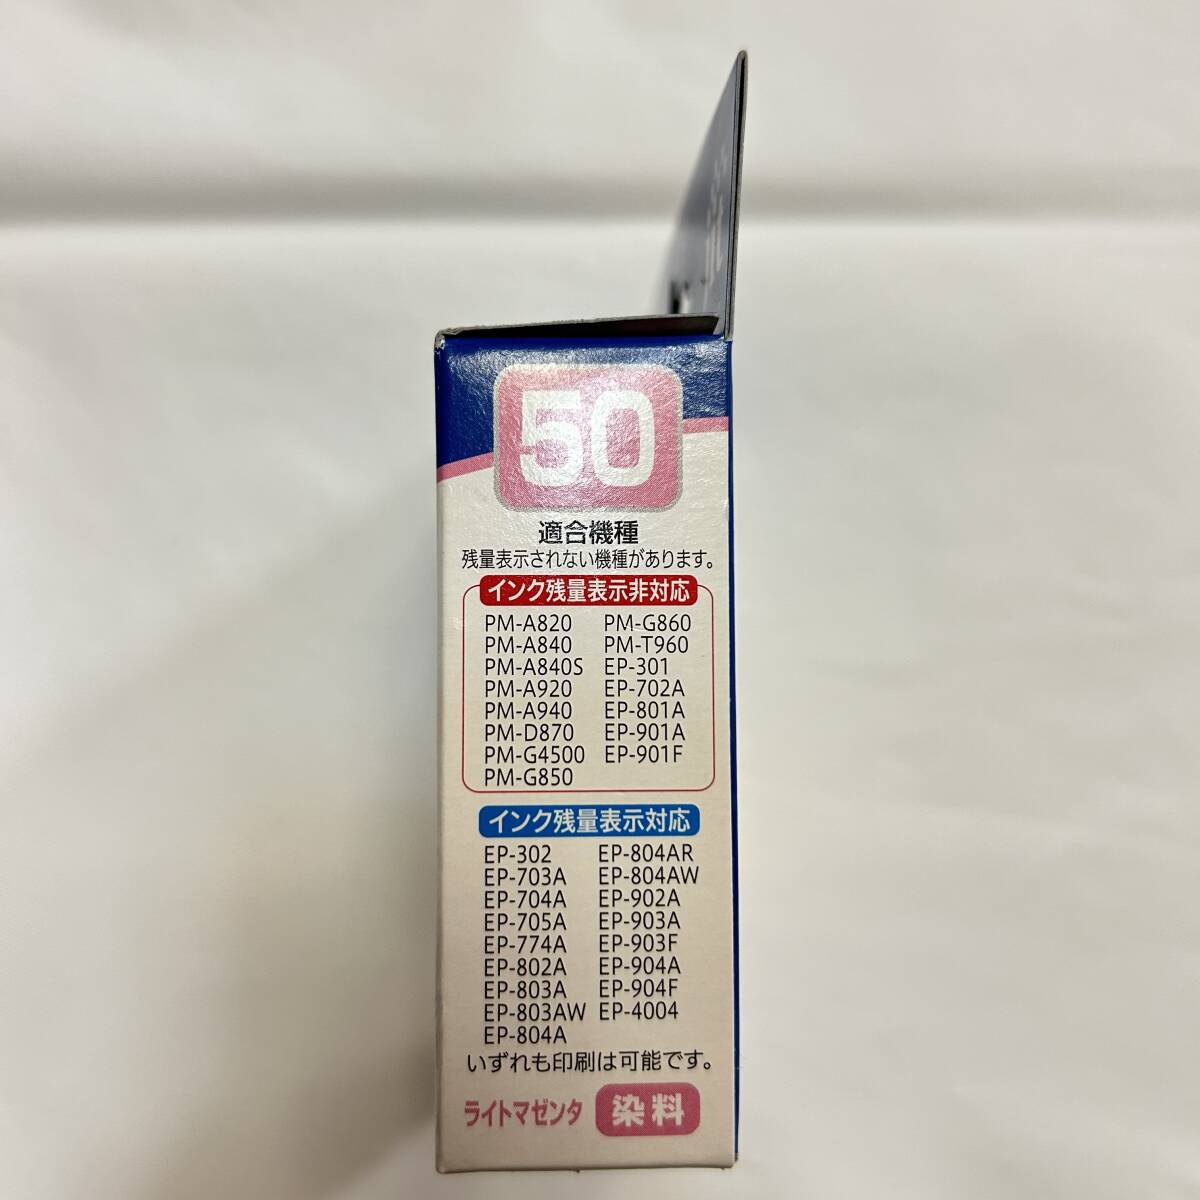 50
適合機種
残量表示されない機種があります。
インク残量表示非対応
PM-A820 PM-G860
PM-A840 PM-T960
PM-A840S EP-301
PM-A920 EP-702A
PM-A940 EP-801A
PM-D870 EP-901A
PM-G4500 EP-901F
PM-G850
インク残量表示対応
EP-302 EP-804AR
EP-703A EP-804AW
EP-704A EP-902A
EP-705A EP-903A
EP-774A EP-903F
EP-802A EP-904A
EP-803A EP-904F
EP-803AW EP-4004
EP-804A
いずれも印刷は可能です。
ライトマゼンタ 染料